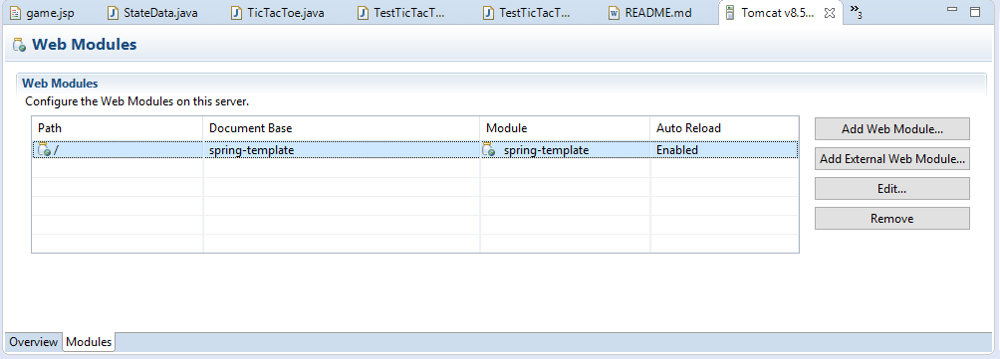 game.jsp StateData.java TicTacToe.java TestTicTacT... TestTicTacT... README.md Tomcat v8.5... »3
Web Modules
Web Modules
Configure the Web Modules on this server.
Path Document Base Module Auto Reload
/ spring-template spring-template Enabled
Add Web Module...
Add External Web Module...
Edit...
Remove
Overview Modules